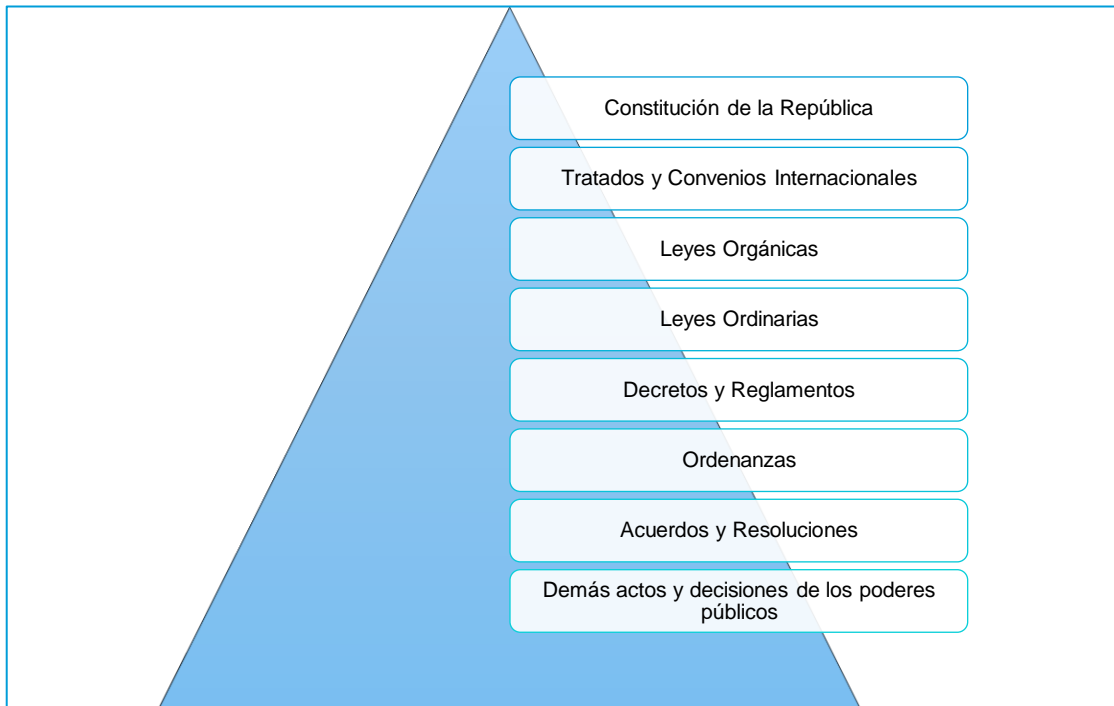 Constitución de la República
Tratados y Convenios Internacionales
Leyes Orgánicas
Leyes Ordinarias
Decretos y Reglamentos
Ordenanzas
Acuerdos y Resoluciones
Demás actos y decisiones de los poderes
públicos